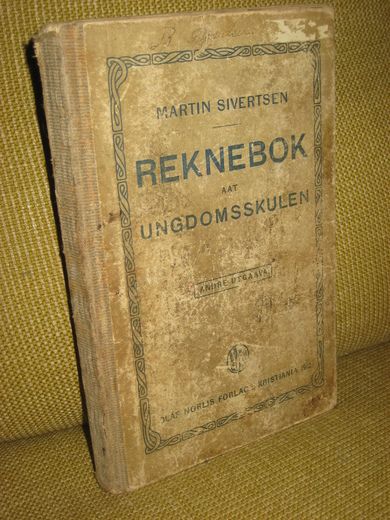 MARTIN SIVERTSEN
REKNEBOK
AAT
UNGDOMSSKULEN
ANDRE UTGAAVA
OLAF NORLIS FORLAG KRISTIANIA